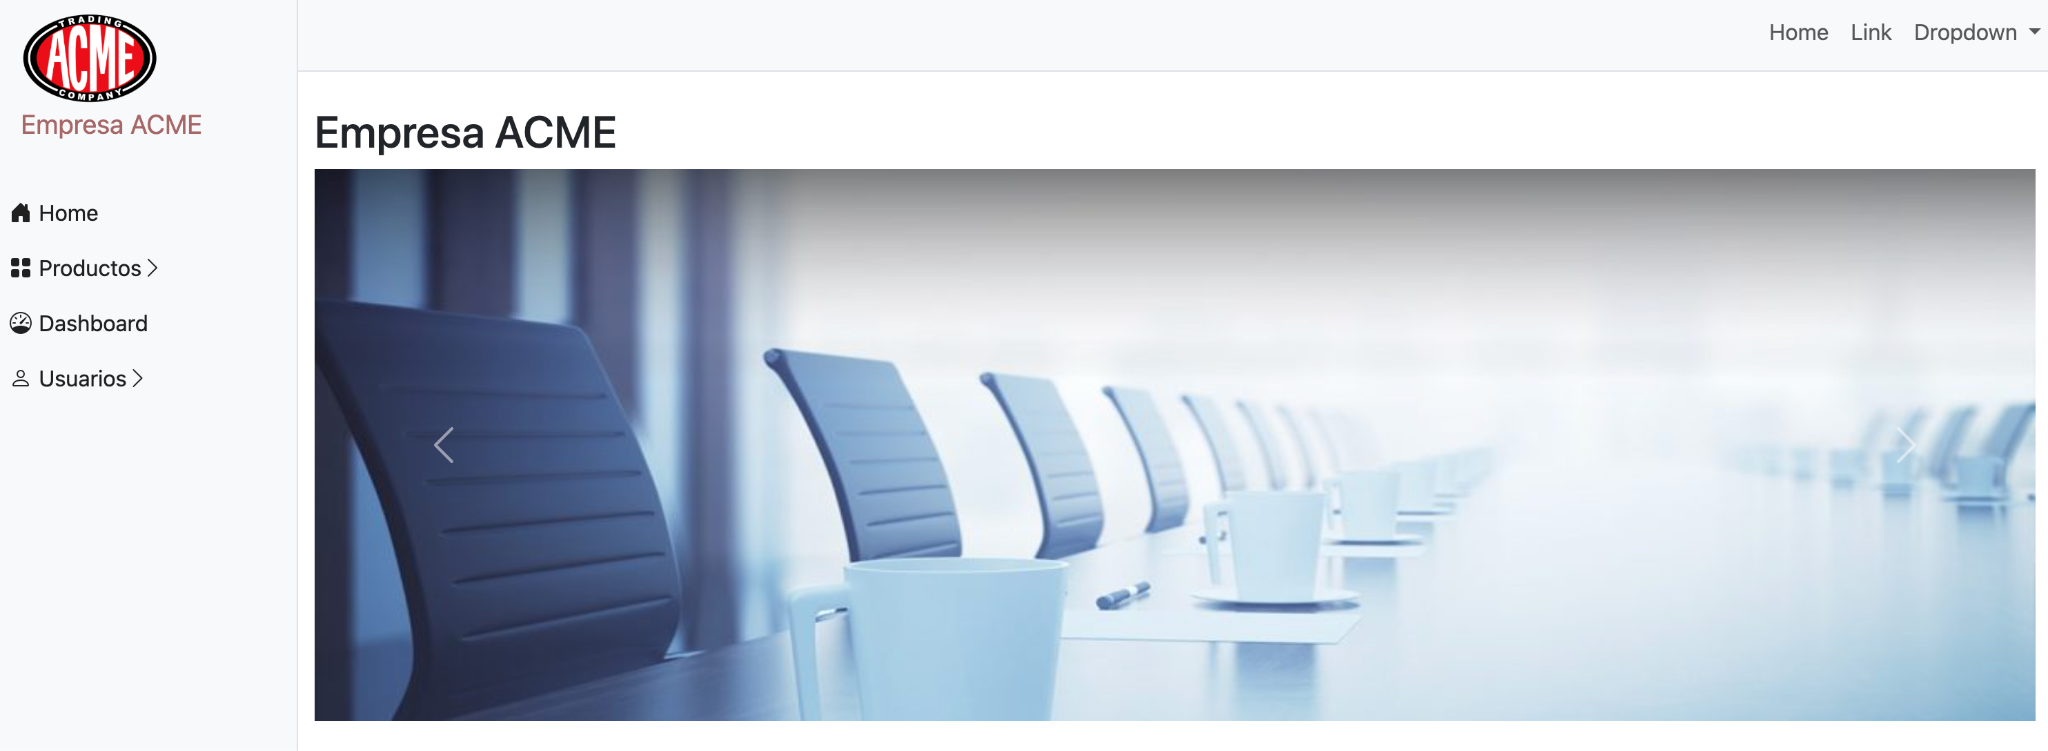 TRADING
ACME
COMPANY
Empresa ACME
Home
Productos
Dashboard
Usuarios
Home Link Dropdown
Empresa ACME